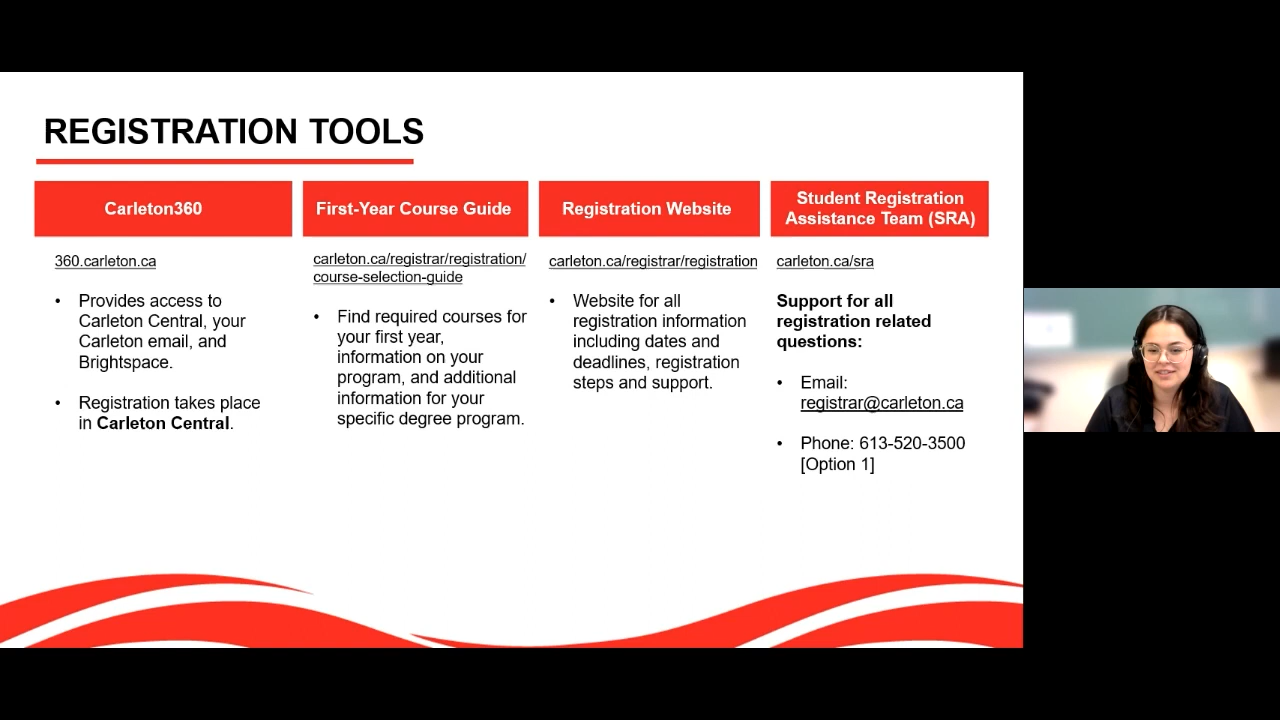 REGISTRATION TOOLS
Carleton360
360.carleton.ca
• Provides access to
Carleton Central, your
Carleton email, and
Brightspace.
• Registration takes place
in Carleton Central.
First-Year Course Guide
carleton.ca/registrar/registration/
course-selection-guide
• Find required courses for
your first year,
information on your
program, and additional
information for your
specific degree program.
Registration Website
carleton.ca/registrar/registration
• Website for all
registration information
including dates and
deadlines, registration
steps and support.
Student Registration
Assistance Team (SRA)
carleton.ca/sra
Support for all
registration related
questions:
• Email:
registrar@carleton.ca
• Phone: 613-520-3500
[Option 1]